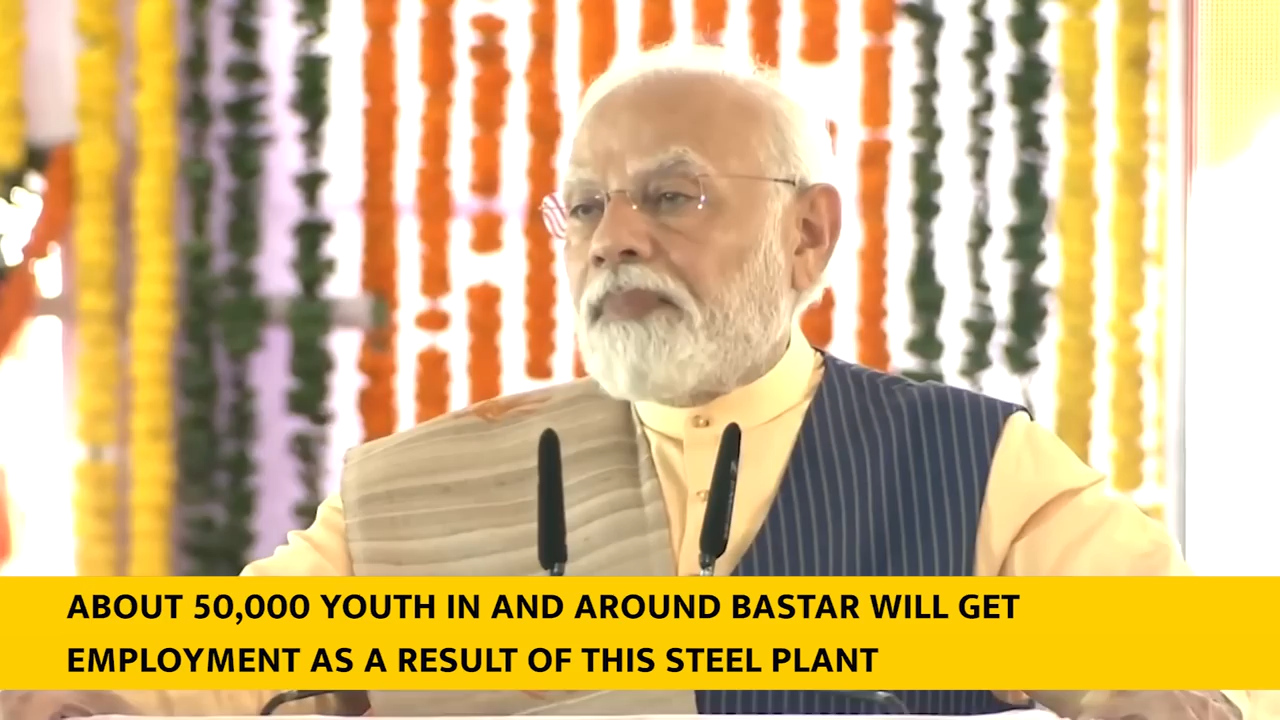 ABOUT 50,000 YOUTH IN AND AROUND BASTAR WILL GET
EMPLOYMENT AS A RESULT OF THIS STEEL PLANT